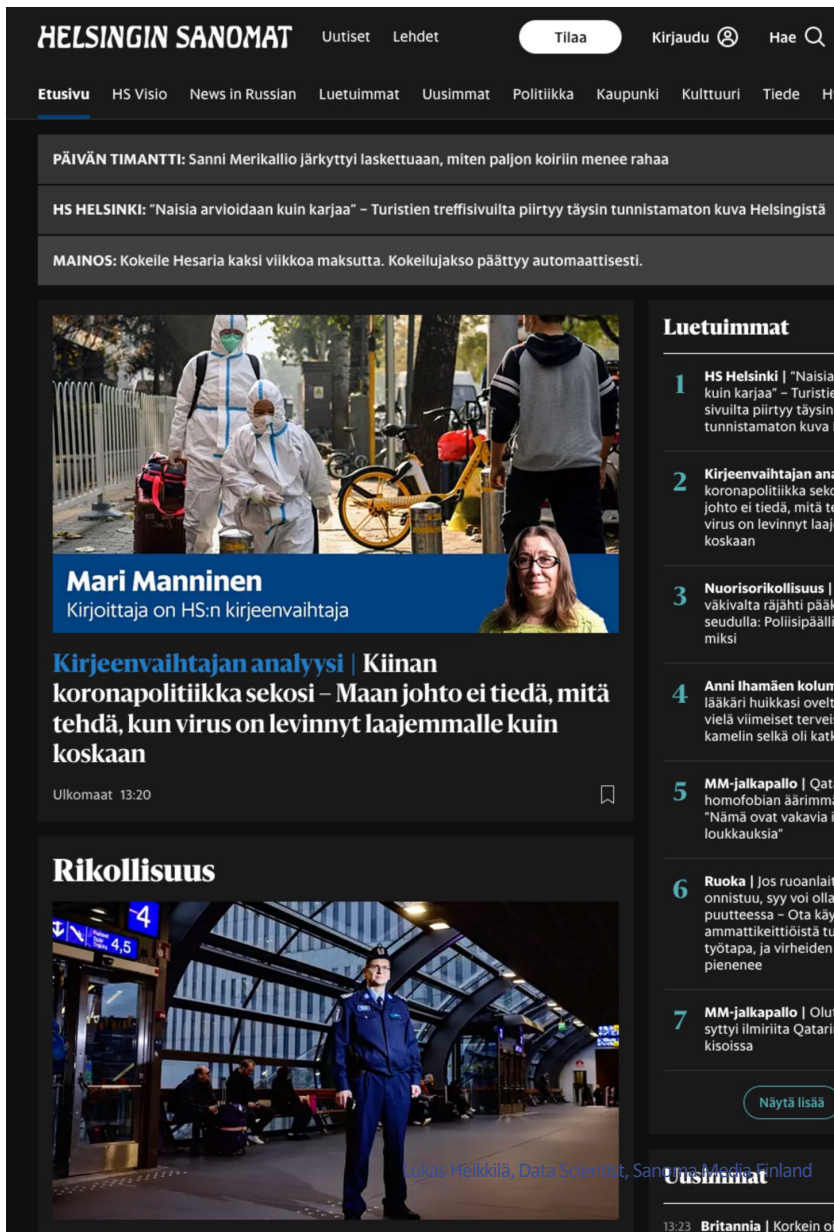 HELSINGIN SANOMAT
Uutiset Lehdet
Tilaa
Kirjaudu
Hae
Etusivu HS Visio News in Russian Luetuimmat Uusimmat Politiikka Kaupunki Kulttuuri Tiede
PÄIVÄN TIMANTTI: Sanni Merikallio järkyttyi laskettuaan, miten paljon koiriin menee rahaa
HS HELSINKI: ”Naisia arvioidaan kuin karjaa” – Turistien treffisivuilta piirtyy täysin tunnistamaton kuva Helsingistä
MAINOS: Kokeile Hesaria kaksi viikkoa maksutta. Kokeilujakso päättyy automaattisesti.
Mari Manninen
Kirjoittaja on HS:n kirjeenvaihtaja
Kirjeenvaihtajan analyysi | Kiinan
koronapolitiikka sekosi – Maan johto ei tiedä, mitä
tehdä, kun virus on levinnyt laajemmalle kuin
koskaan
Ulkomaat 13:20
Rikollisuus
4
4,5
Luetuimmat
1 HS Helsinki | ”Naisia
kuin karjaa” – Turistie
sivuilta piirtyy täysin
tunnistamaton kuva
2 Kirjeenvaihtajan ana
koronapolitiikka seko
johto ei tiedä, mitä te
virus on levinnyt laaj
koskaan
3 Nuorisorikollisuus |
väkivalta räjähti pääk
seudulla: Poliisipäälli
miksi
4 Anni Ihamäen kolum
lääkäri huikkasi ovelt
vielä viimeiset terveis
kamelin selkä oli katk
5 MM-jalkapallo | Qata
homofobian äärimmä
”Nämä ovat vakavia i
loukkauksia”
6 Ruoka | Jos ruoanlait
onnistuu, syy voi olla
puutteessa – Ota käy
ammattikeittiöistä tu
työtapa, ja virheiden
pienenee
7 MM-jalkapallo | Olut
syttyi ilmiriita Qatarin
kisoissa
Näytä lisää
Uusimmat
13:23 Britannia | Korkein o
Lukas Heikkilä, Data Scientist, Sanoma Media Finland